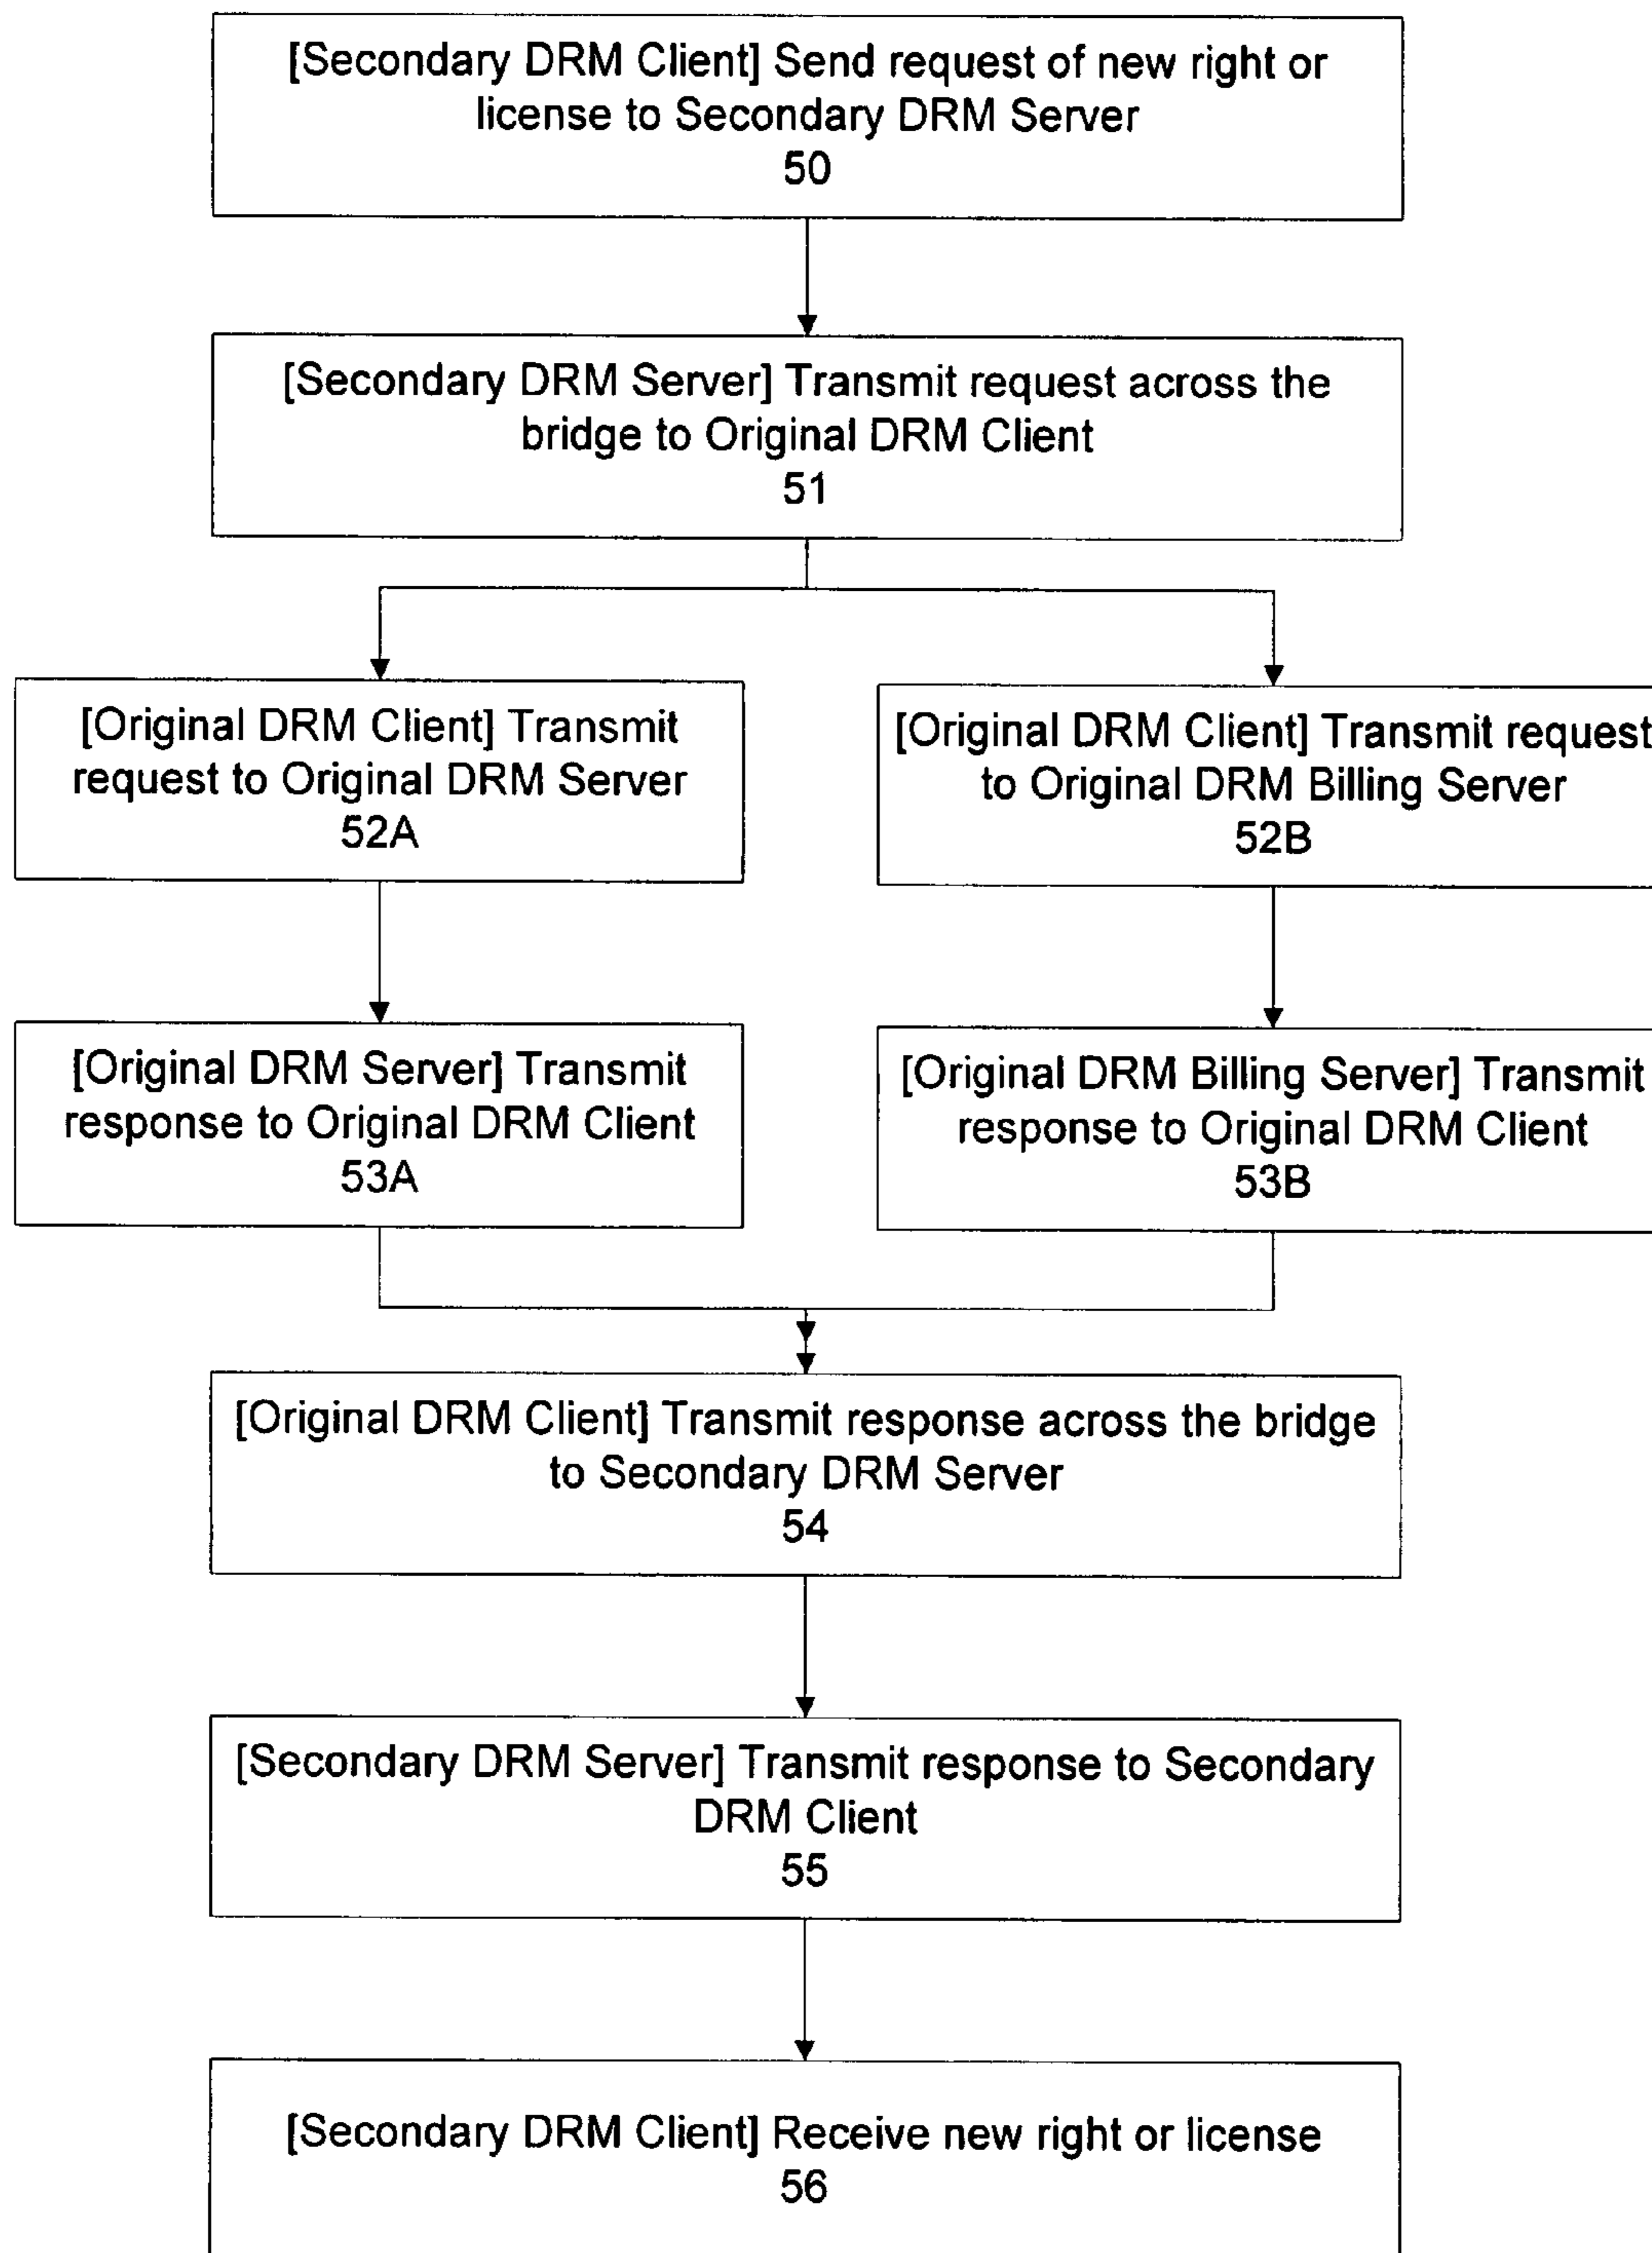 [Secondary DRM Client] Send request of new right or
license to Secondary DRM Server
50
[Secondary DRM Server] Transmit request across the
bridge to Original DRM Client
51
[Original DRM Client] Transmit
request to Original DRM Server
52A
[Original DRM Client] Transmit request
to Original DRM Billing Server
52B
[Original DRM Server] Transmit
response to Original DRM Client
53A
[Original DRM Billing Server] Transmit
response to Original DRM Client
53B
[Original DRM Client] Transmit response across the bridge
to Secondary DRM Server
54
[Secondary DRM Server] Transmit response to Secondary
DRM Client
55
[Secondary DRM Client] Receive new right or license
56